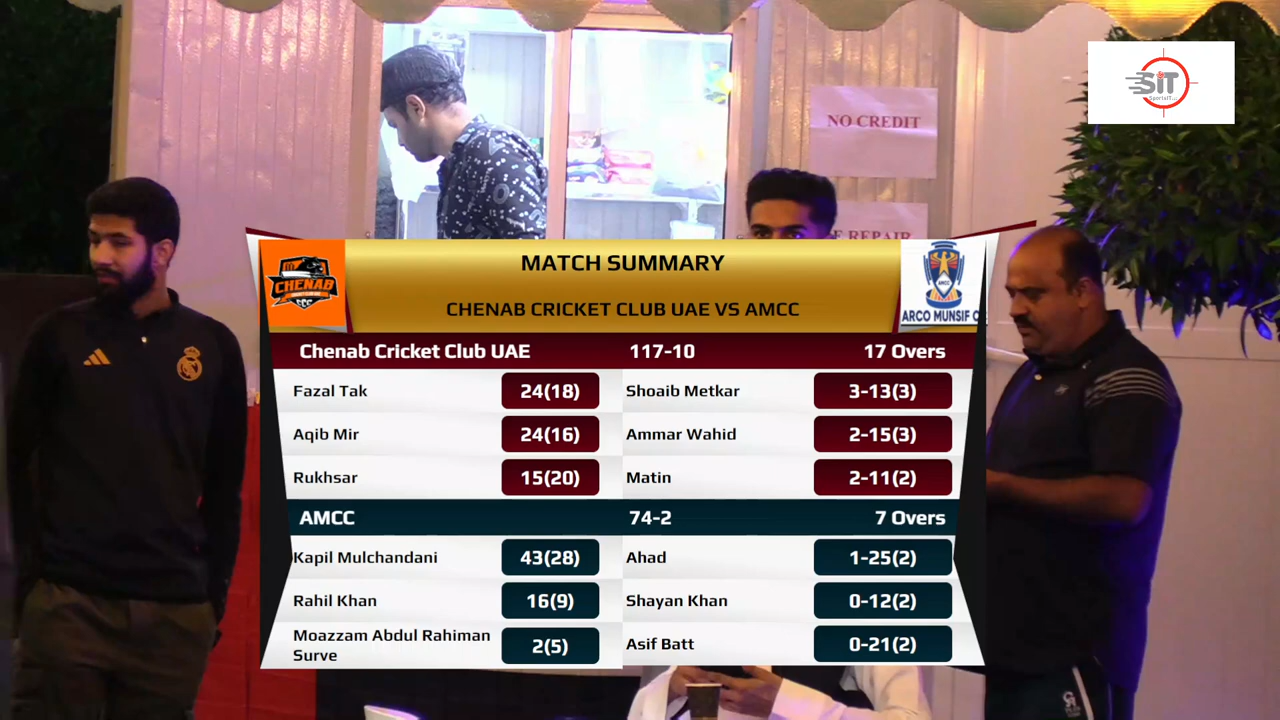 SiT
SportsIT
NO CREDIT
E REPAIR
CHENAB
CCC
MATCH SUMMARY
CHENAB CRICKET CLUB UAE VS AMCC
AMCC
ARCO MUNSIF
Chenab Cricket Club UAE 117-10 17 Overs
Fazal Tak 24(18) Shoaib Metkar 3-13(3)
Aqib Mir 24(16) Ammar Wahid 2-15(3)
Rukhsar 15(20) Matin 2-11(2)
AMCC 74-2 7 Overs
Kapil Mulchandani 43(28) Ahad 1-25(2)
Rahil Khan 16(9) Shayan Khan 0-12(2)
Moazzam Abdul Rahiman
Surve 2(5) Asif Batt 0-21(2)